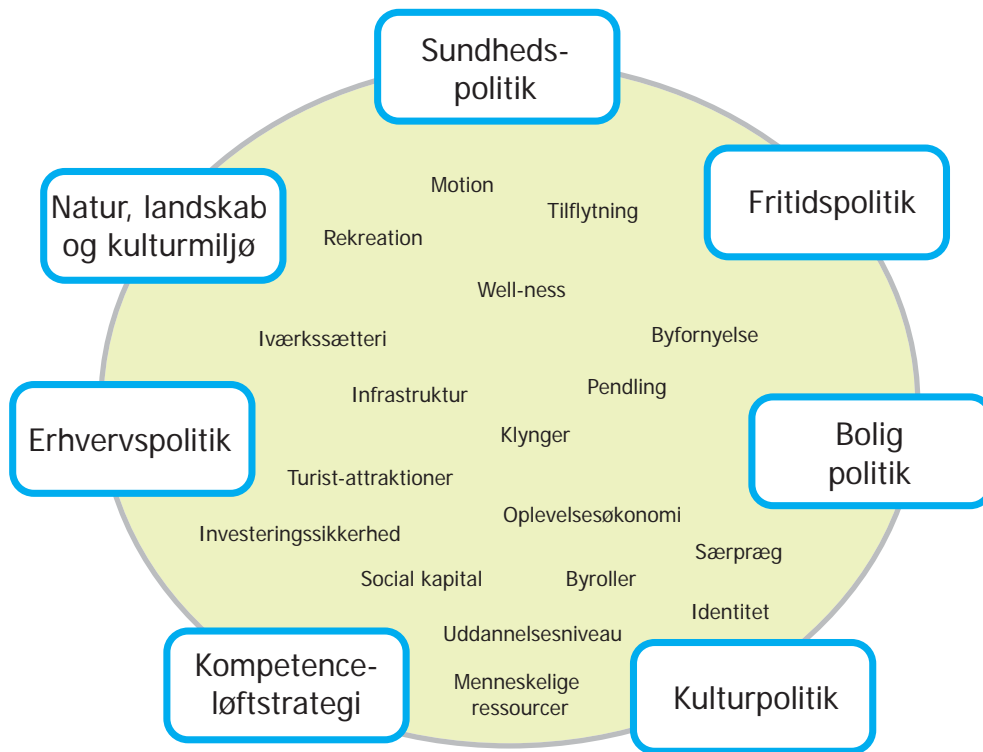 Sundheds-
politik
Natur, landskab
og kulturmiljø
Fritidspolitik
Motion
Tilflytning
Rekreation
Well-ness
Iværkssætteri
Byfornyelse
Infrastruktur
Pendling
Erhvervspolitik
Klynger
Bolig
politik
Turist-attraktioner
Oplevelsesøkonomi
Investeringssikkerhed
Særpræg
Social kapital
Byroller
Identitet
Uddannelsesniveau
Kompetence-
løftstrategi
Menneskelige
ressourcer
Kulturpolitik